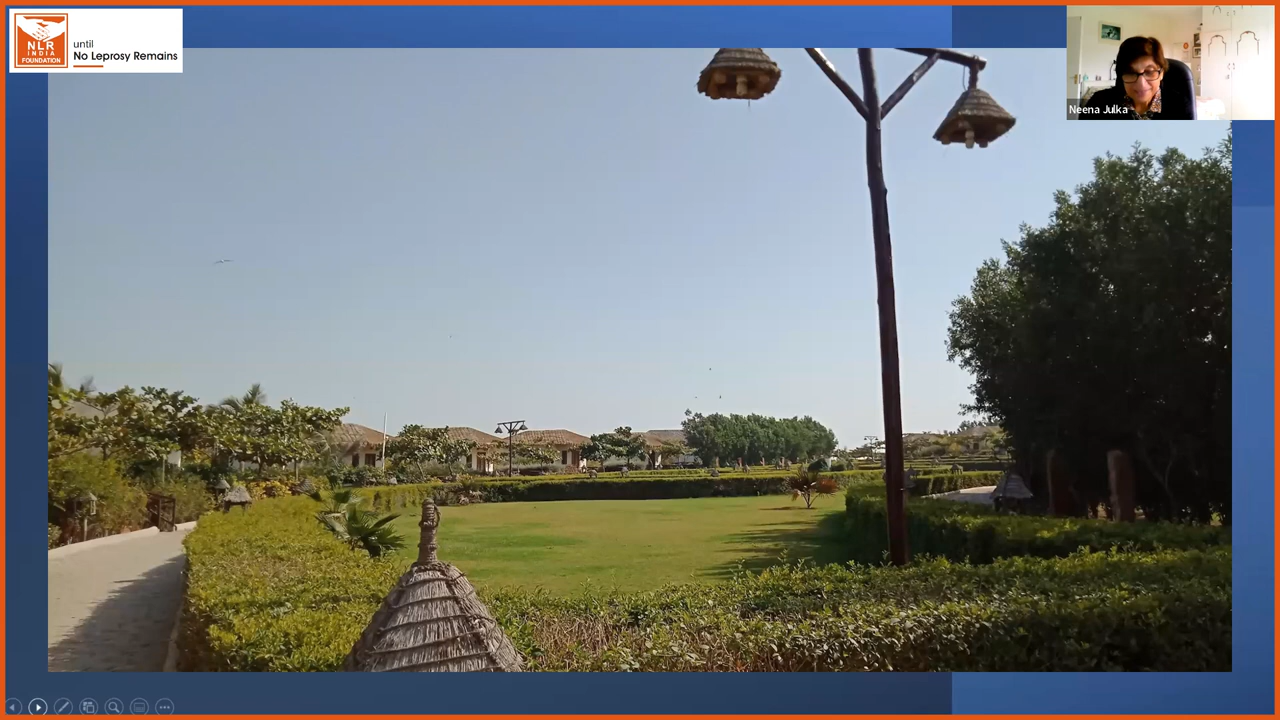 NLR
INDIA
FOUNDATION
until
No Leprosy Remains
Neena Julka